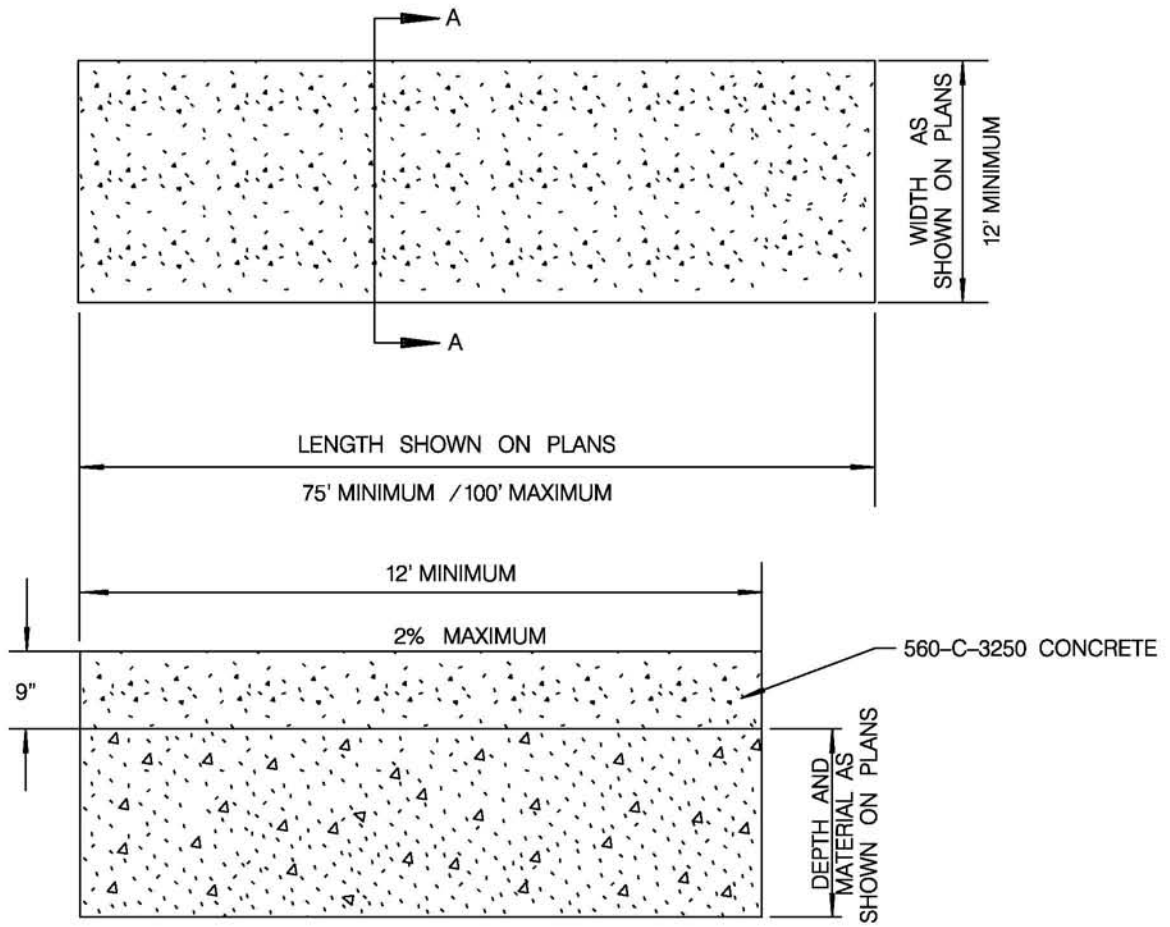 A
WIDTH AS
SHOWN ON PLANS
12' MINIMUM
A
LENGTH SHOWN ON PLANS
75' MINIMUM / 100' MAXIMUM
12' MINIMUM
2% MAXIMUM
560-C-3250 CONCRETE
9"
DEPTH AND
MATERIAL AS
SHOWN ON PLANS